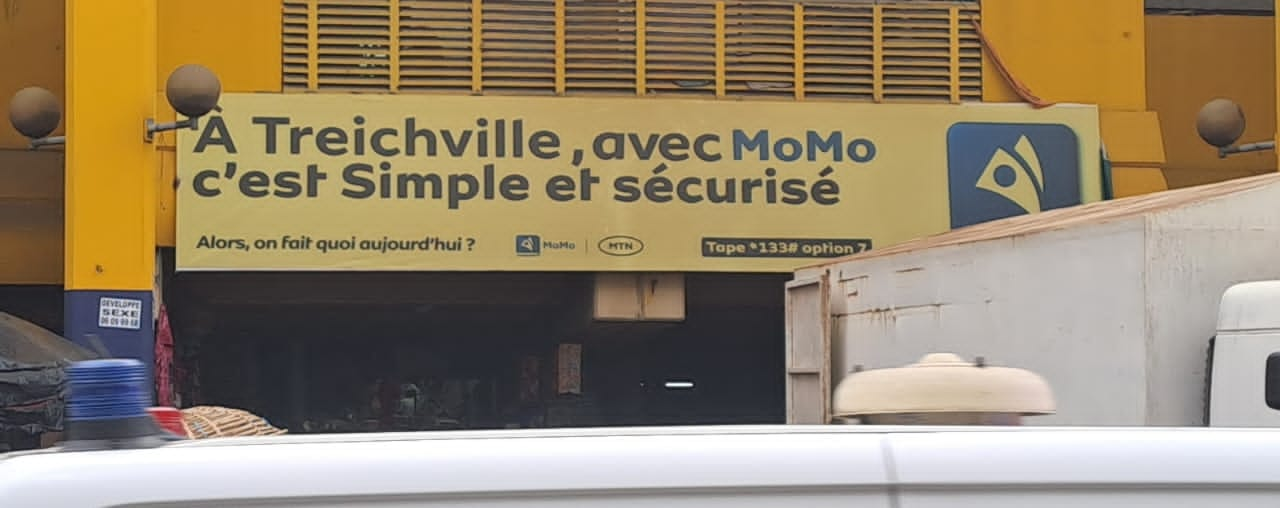 À Treichville, avec MoMo
c'est Simple et sécurisé
Alors, on fait quoi aujourd'hui ?
MoMo
MTN
Tape *133# option 7
DEVELOPPE
SEXE